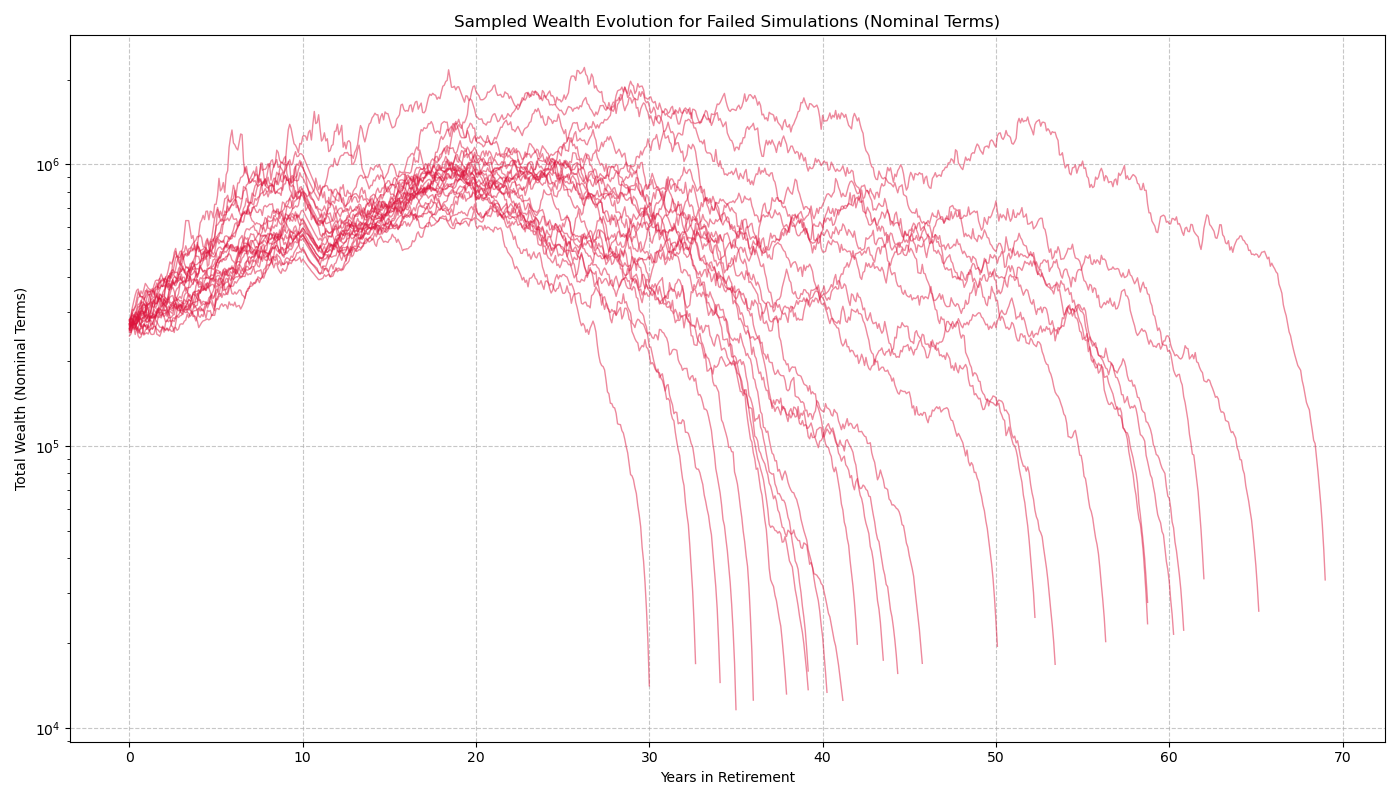 Sampled Wealth Evolution for Failed Simulations (Nominal Terms)
Total Wealth (Nominal Terms)
10⁶
10⁵
10⁴
0 10 20 30 40 50 60 70
Years in Retirement